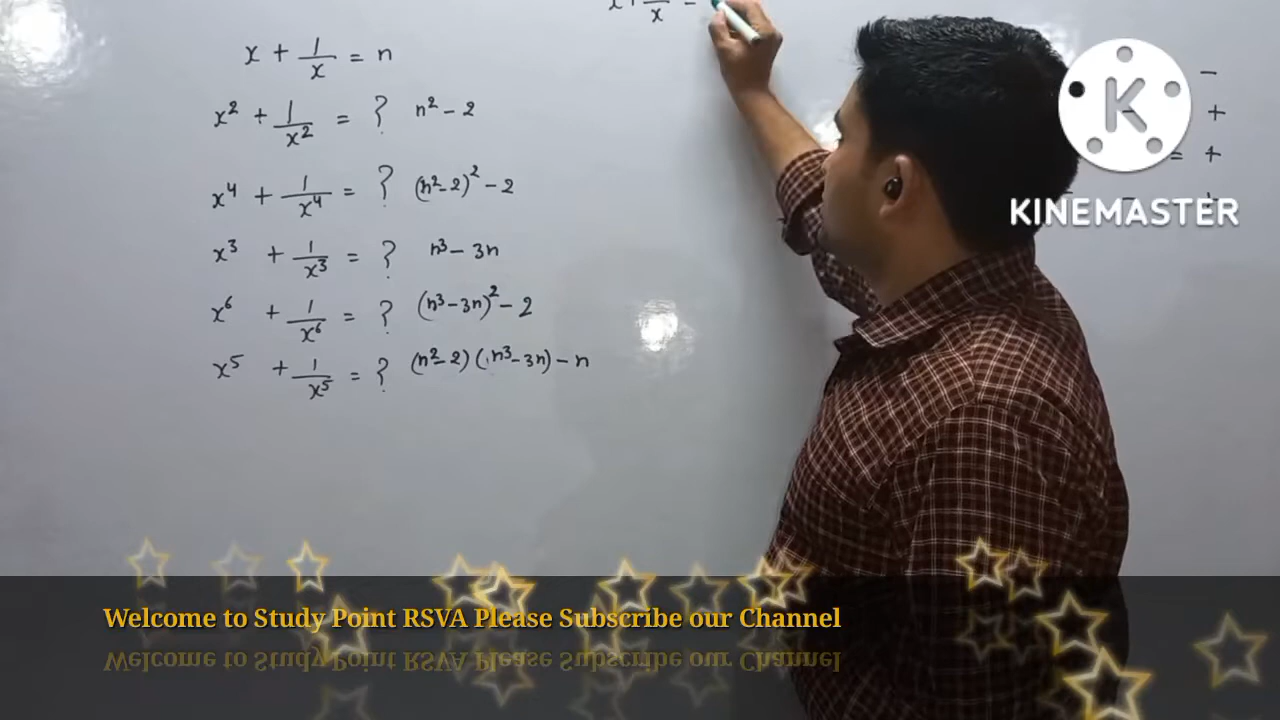 x + 1/x =
x + 1/x = n
x² + 1/x² = ? n² - 2
x⁴ + 1/x⁴ = ? (n² - 2)² - 2
x³ + 1/x³ = ? n³ - 3n
x⁶ + 1/x⁶ = ? (n³ - 3n)² - 2
x⁵ + 1/x⁵ = ? (n² - 2) (n³ - 3n) - n
-
+
= +
K
KINEMASTER
Welcome to Study Point RSVA Please Subscribe our Channel